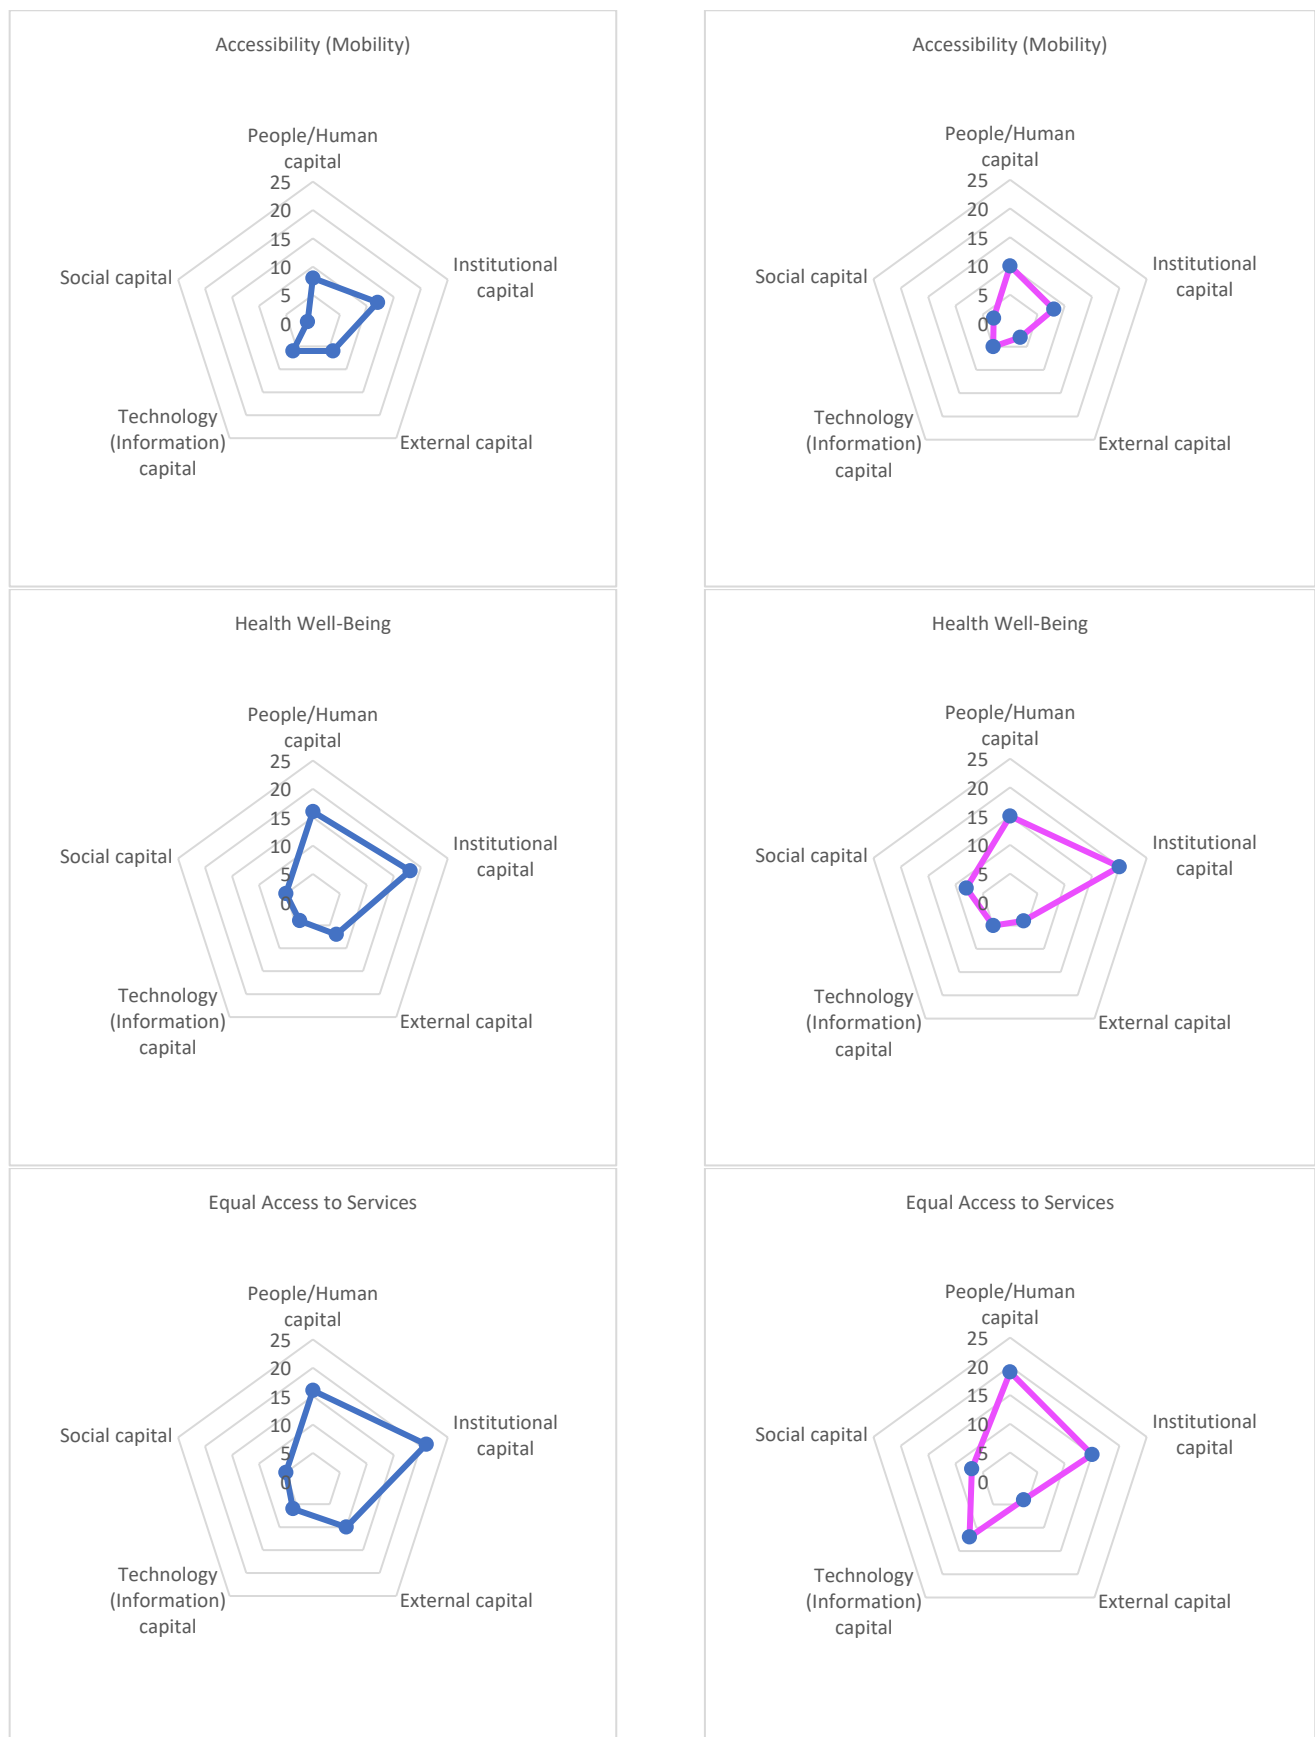 Accessibility (Mobility)
People/Human
capital
25
20
15
10
5
0
Institutional
capital
External capital
Technology
(Information)
capital
Social capital
Accessibility (Mobility)
People/Human
capital
25
20
15
10
5
0
Institutional
capital
External capital
Technology
(Information)
capital
Social capital
Health Well-Being
People/Human
capital
25
20
15
10
5
0
Institutional
capital
External capital
Technology
(Information)
capital
Social capital
Health Well-Being
People/Human
capital
25
20
15
10
5
0
Institutional
capital
External capital
Technology
(Information)
capital
Social capital
Equal Access to Services
People/Human
capital
25
20
15
10
5
0
Institutional
capital
External capital
Technology
(Information)
capital
Social capital
Equal Access to Services
People/Human
capital
25
20
15
10
5
0
Institutional
capital
External capital
Technology
(Information)
capital
Social capital